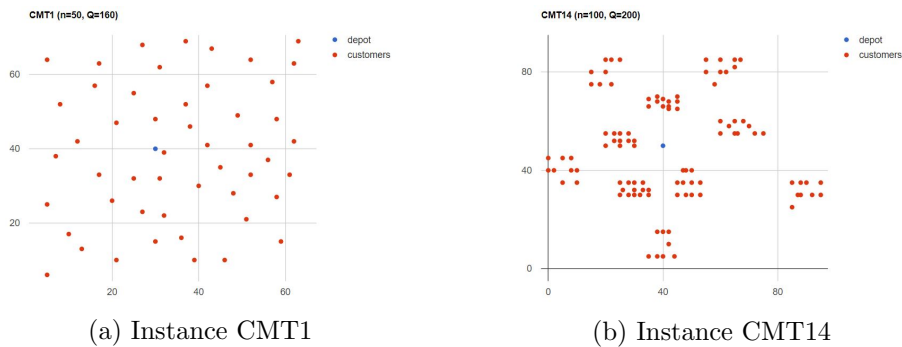 CMT1 (n=50, Q=160)
depot
customers
60
40
20
20
40
60
(a) Instance CMT1
CMT14 (n=100, Q=200)
depot
customers
80
40
0
0
40
80
(b) Instance CMT14